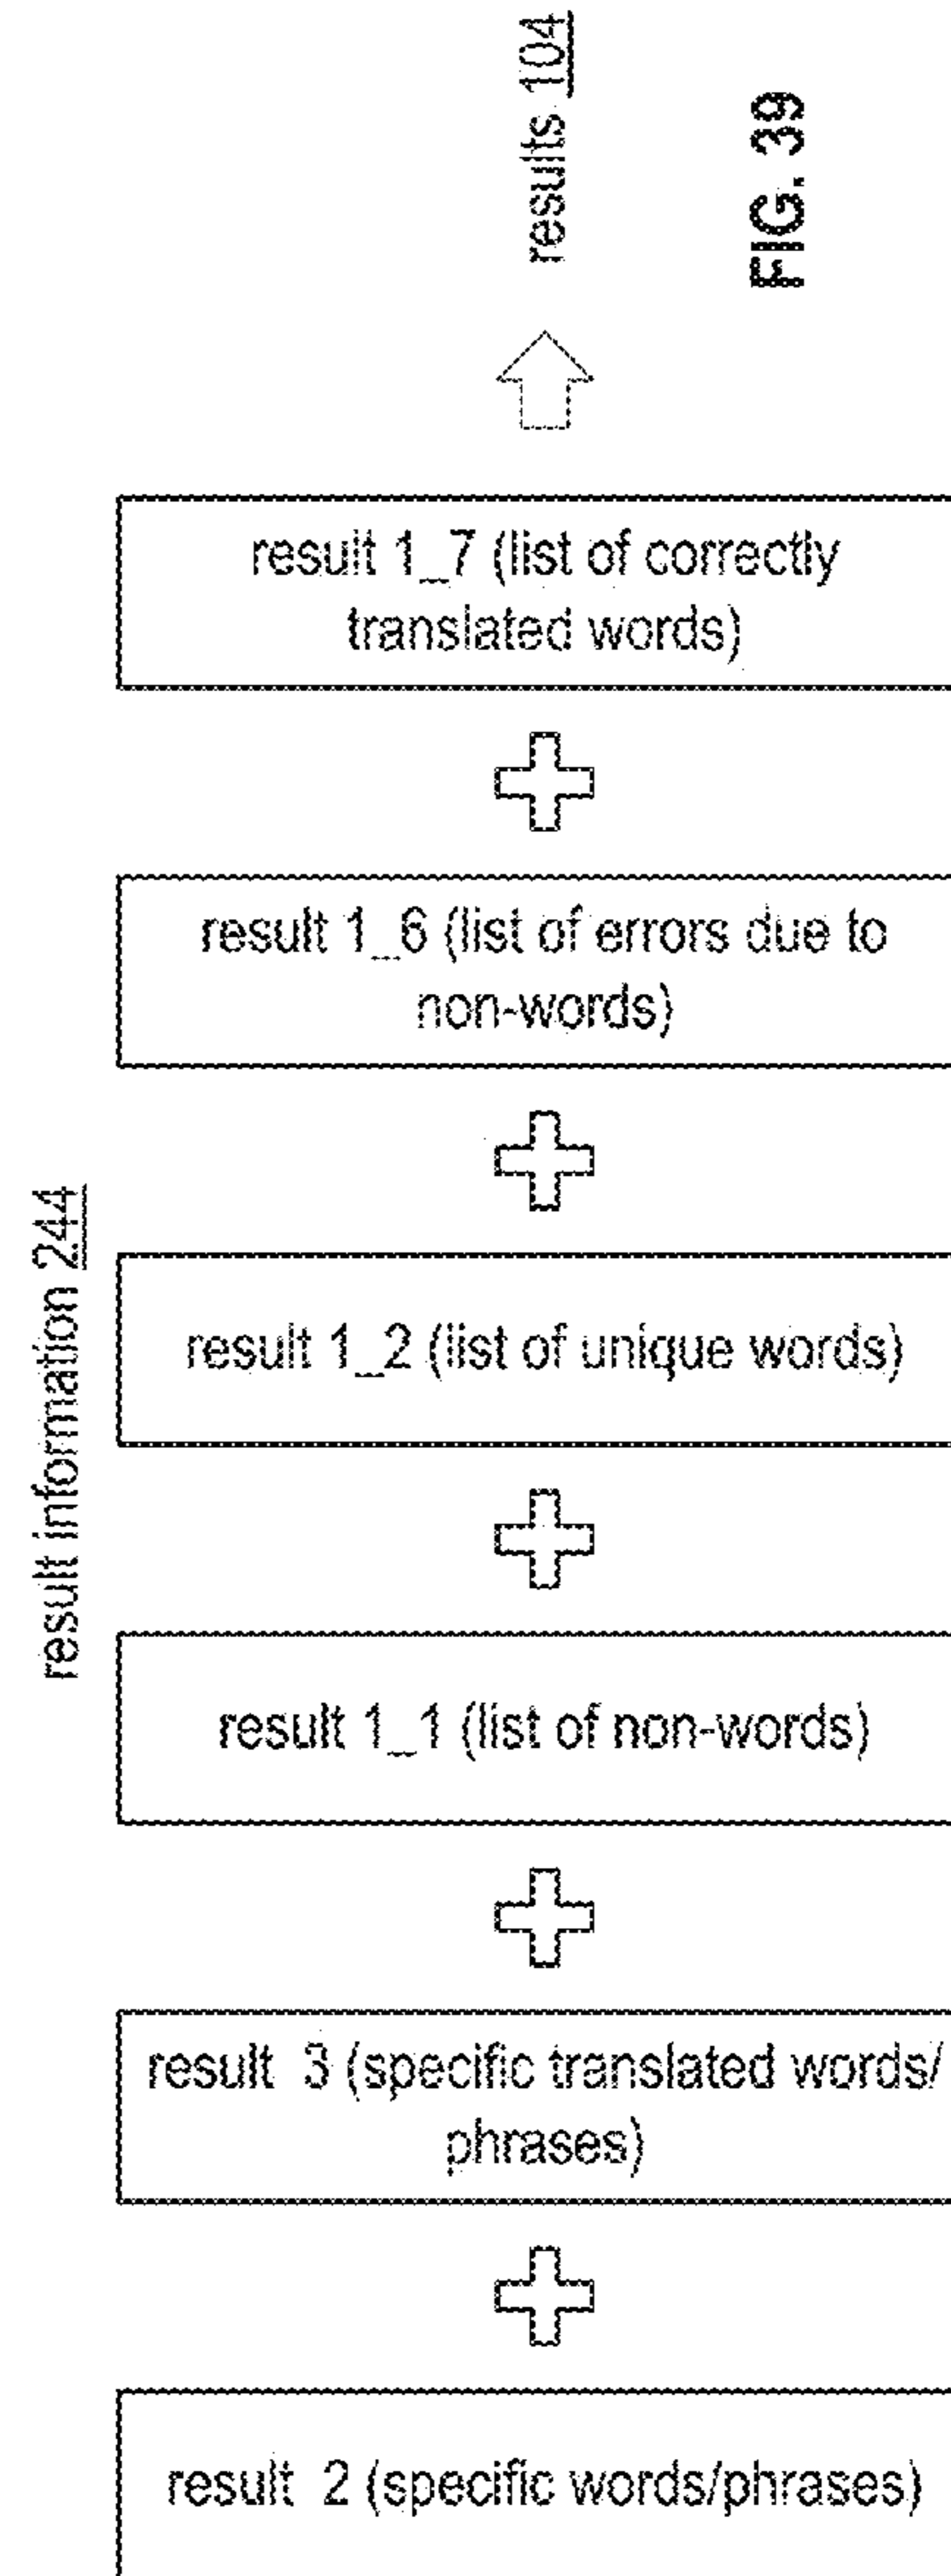 results 104
FIG. 39
result information 244
result 1_7 (list of correctly
translated words)
result 1_6 (list of errors due to
non-words)
result 1_2 (list of unique words)
result 1_1 (list of non-words)
result 3 (specific translated words/
phrases)
result 2 (specific words/phrases)